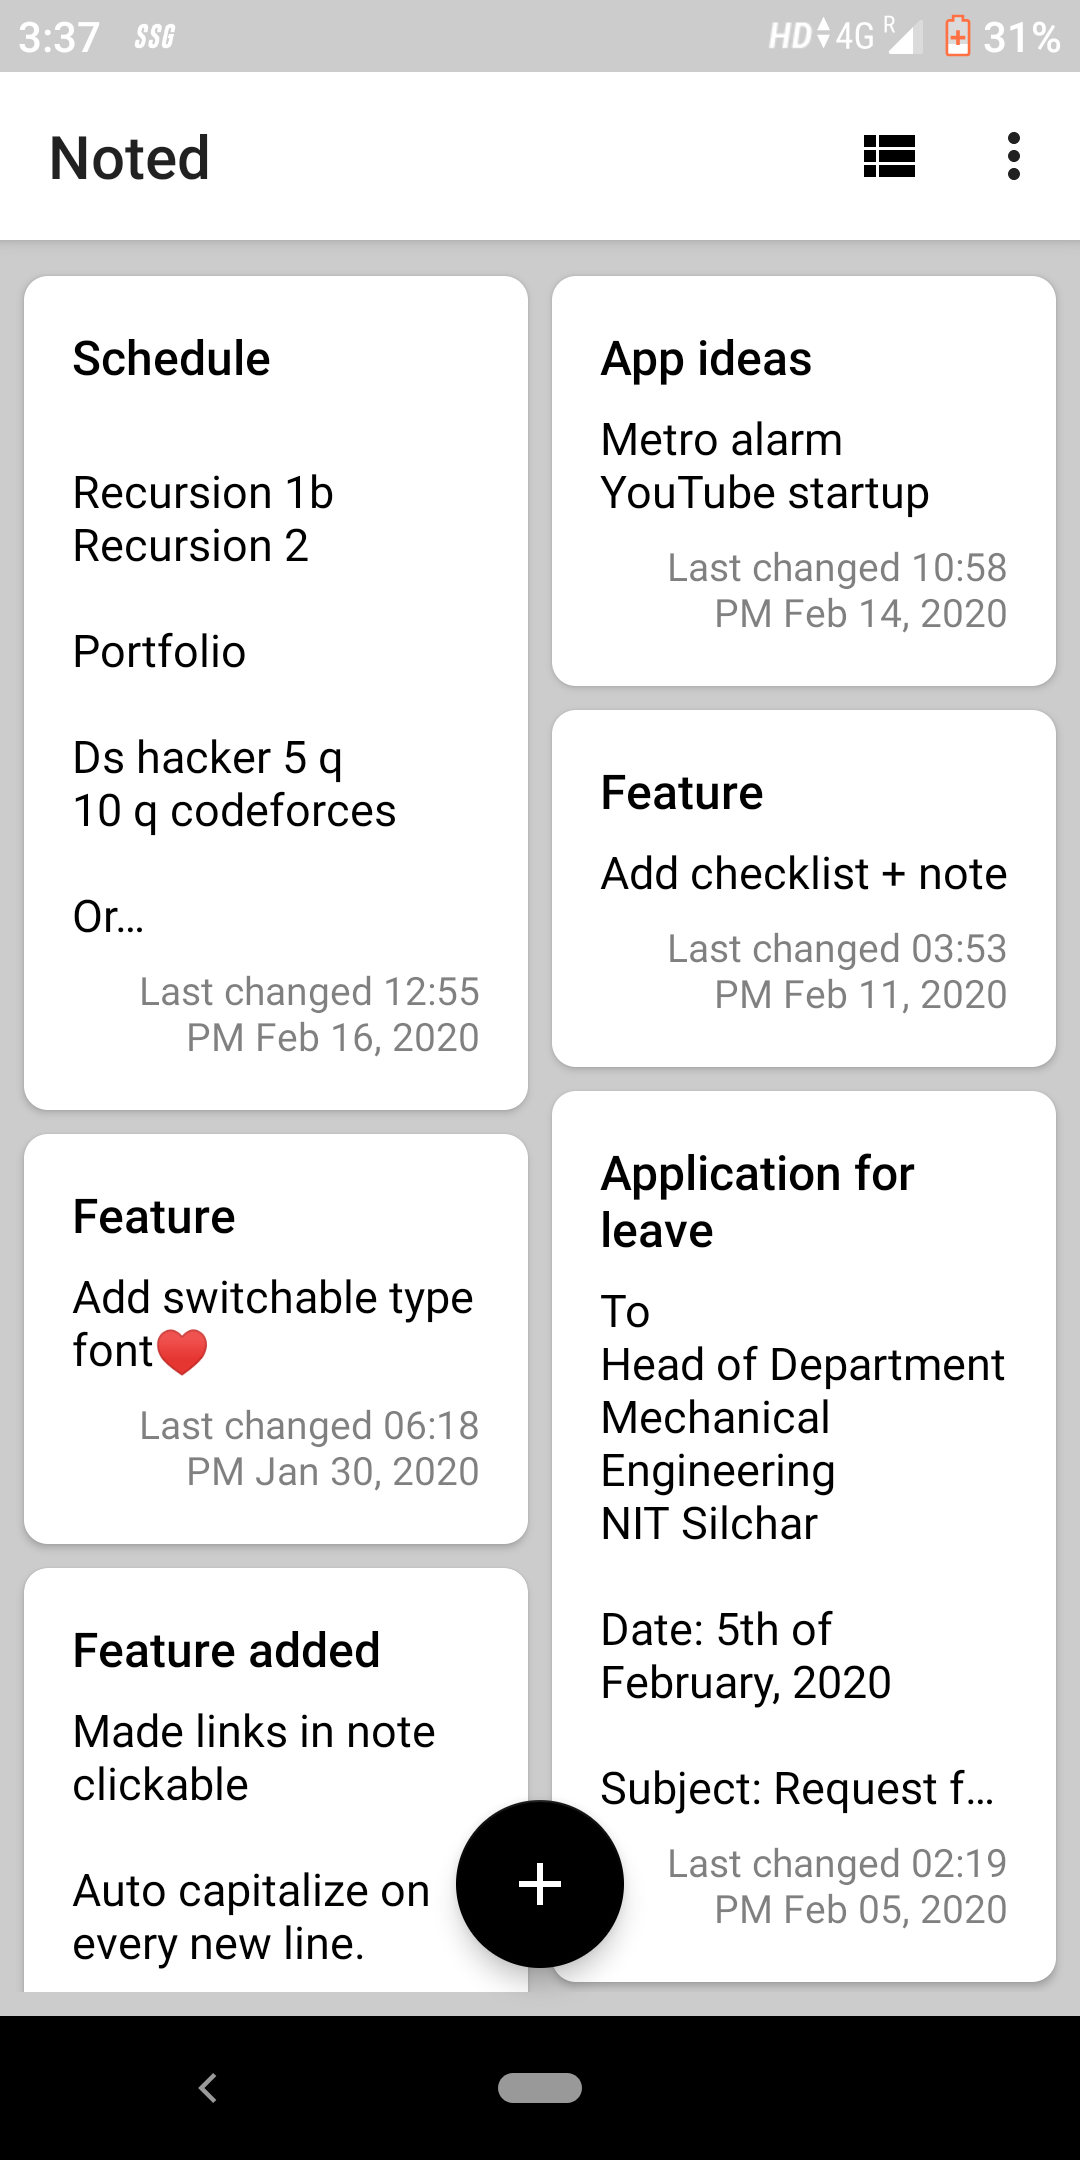 3:37 SSG HD 4G R 31%
Noted
Schedule
Recursion 1b
Recursion 2
Portfolio
Ds hacker 5 q
10 q codeforces
Or...
Last changed 12:55
PM Feb 16, 2020
App ideas
Metro alarm
YouTube startup
Last changed 10:58
PM Feb 14, 2020
Feature
Add checklist + note
Last changed 03:53
PM Feb 11, 2020
Feature
Add switchable type
font❤️
Last changed 06:18
PM Jan 30, 2020
Application for
leave
To
Head of Department
Mechanical
Engineering
NIT Silchar
Date: 5th of
February, 2020
Subject: Request f...
Last changed 02:19
PM Feb 05, 2020
Feature added
Made links in note
clickable
Auto capitalize on
every new line.